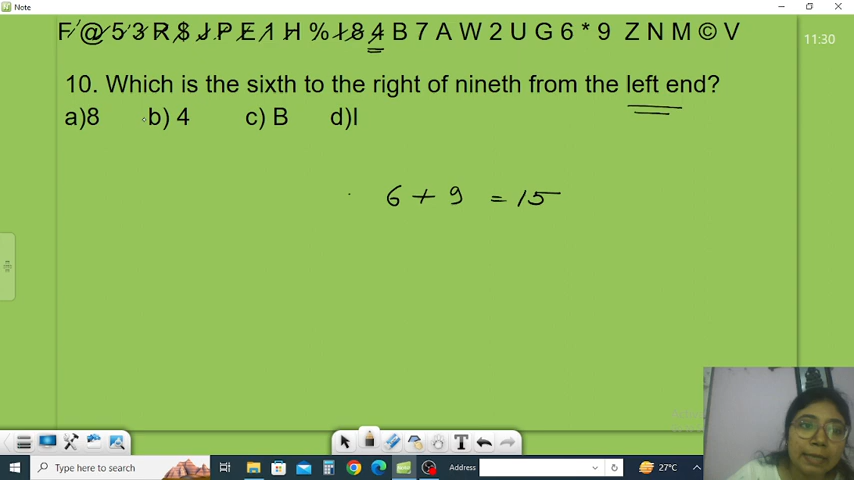 Note
F @ 5 3 R $ J P E 1 H % I 8 4 B 7 A W 2 U G 6 * 9 Z N M © V
11:30
10. Which is the sixth to the right of nineth from the left end?
a)8 b) 4 c) B d)I
6 + 9 = 15
Type here to search
Address
27°C